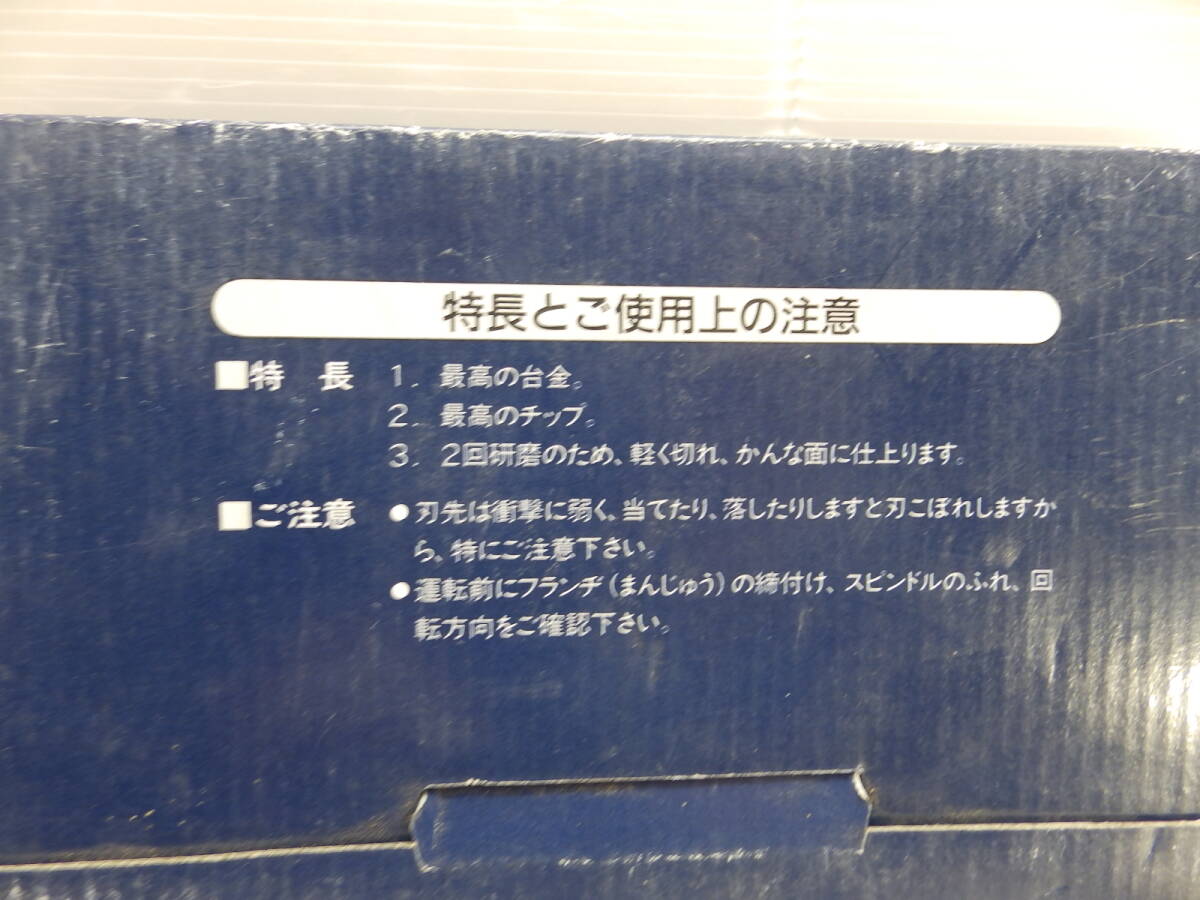 特長とご使用上の注意
■特 長 1. 最高の台金。
2. 最高のチップ。
3. 2回研磨のため、軽く切れ、かんな面に仕上ります。
■ご注意 ●刃先は衝撃に弱く、当てたり、落したりしますと刃こぼれしますか
ら、特にご注意下さい。
●運転前にフランヂ(まんじゅう)の締付け、スピンドルのふれ、回
転方向をご確認下さい。